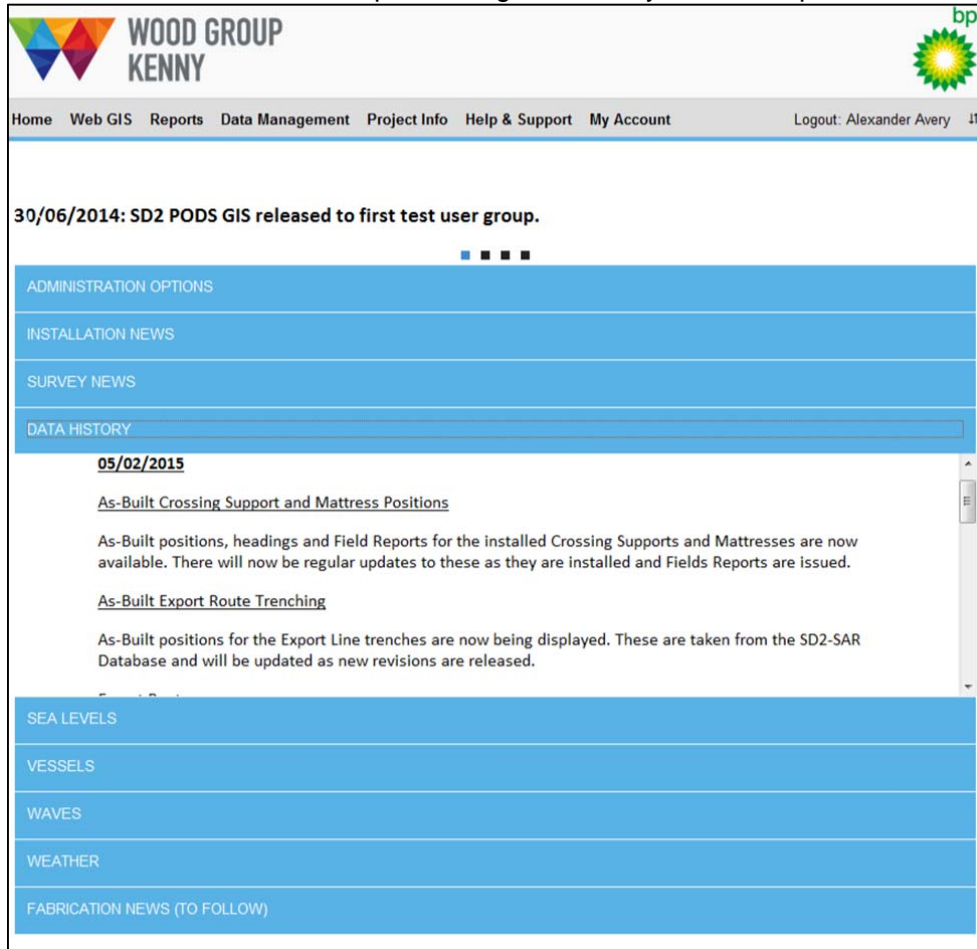 WOOD GROUP
KENNY
bp
Home Web GIS Reports Data Management Project Info Help & Support My Account Logout: Alexander Avery
30/06/2014: SD2 PODS GIS released to first test user group.
ADMINISTRATION OPTIONS
INSTALLATION NEWS
SURVEY NEWS
DATA HISTORY
05/02/2015
As-Built Crossing Support and Mattress Positions
As-Built positions, headings and Field Reports for the installed Crossing Supports and Mattresses are now
available. There will now be regular updates to these as they are installed and Fields Reports are issued.
As-Built Export Route Trenching
As-Built positions for the Export Line trenches are now being displayed. These are taken from the SD2-SAR
Database and will be updated as new revisions are released.
SEA LEVELS
VESSELS
WAVES
WEATHER
FABRICATION NEWS (TO FOLLOW)